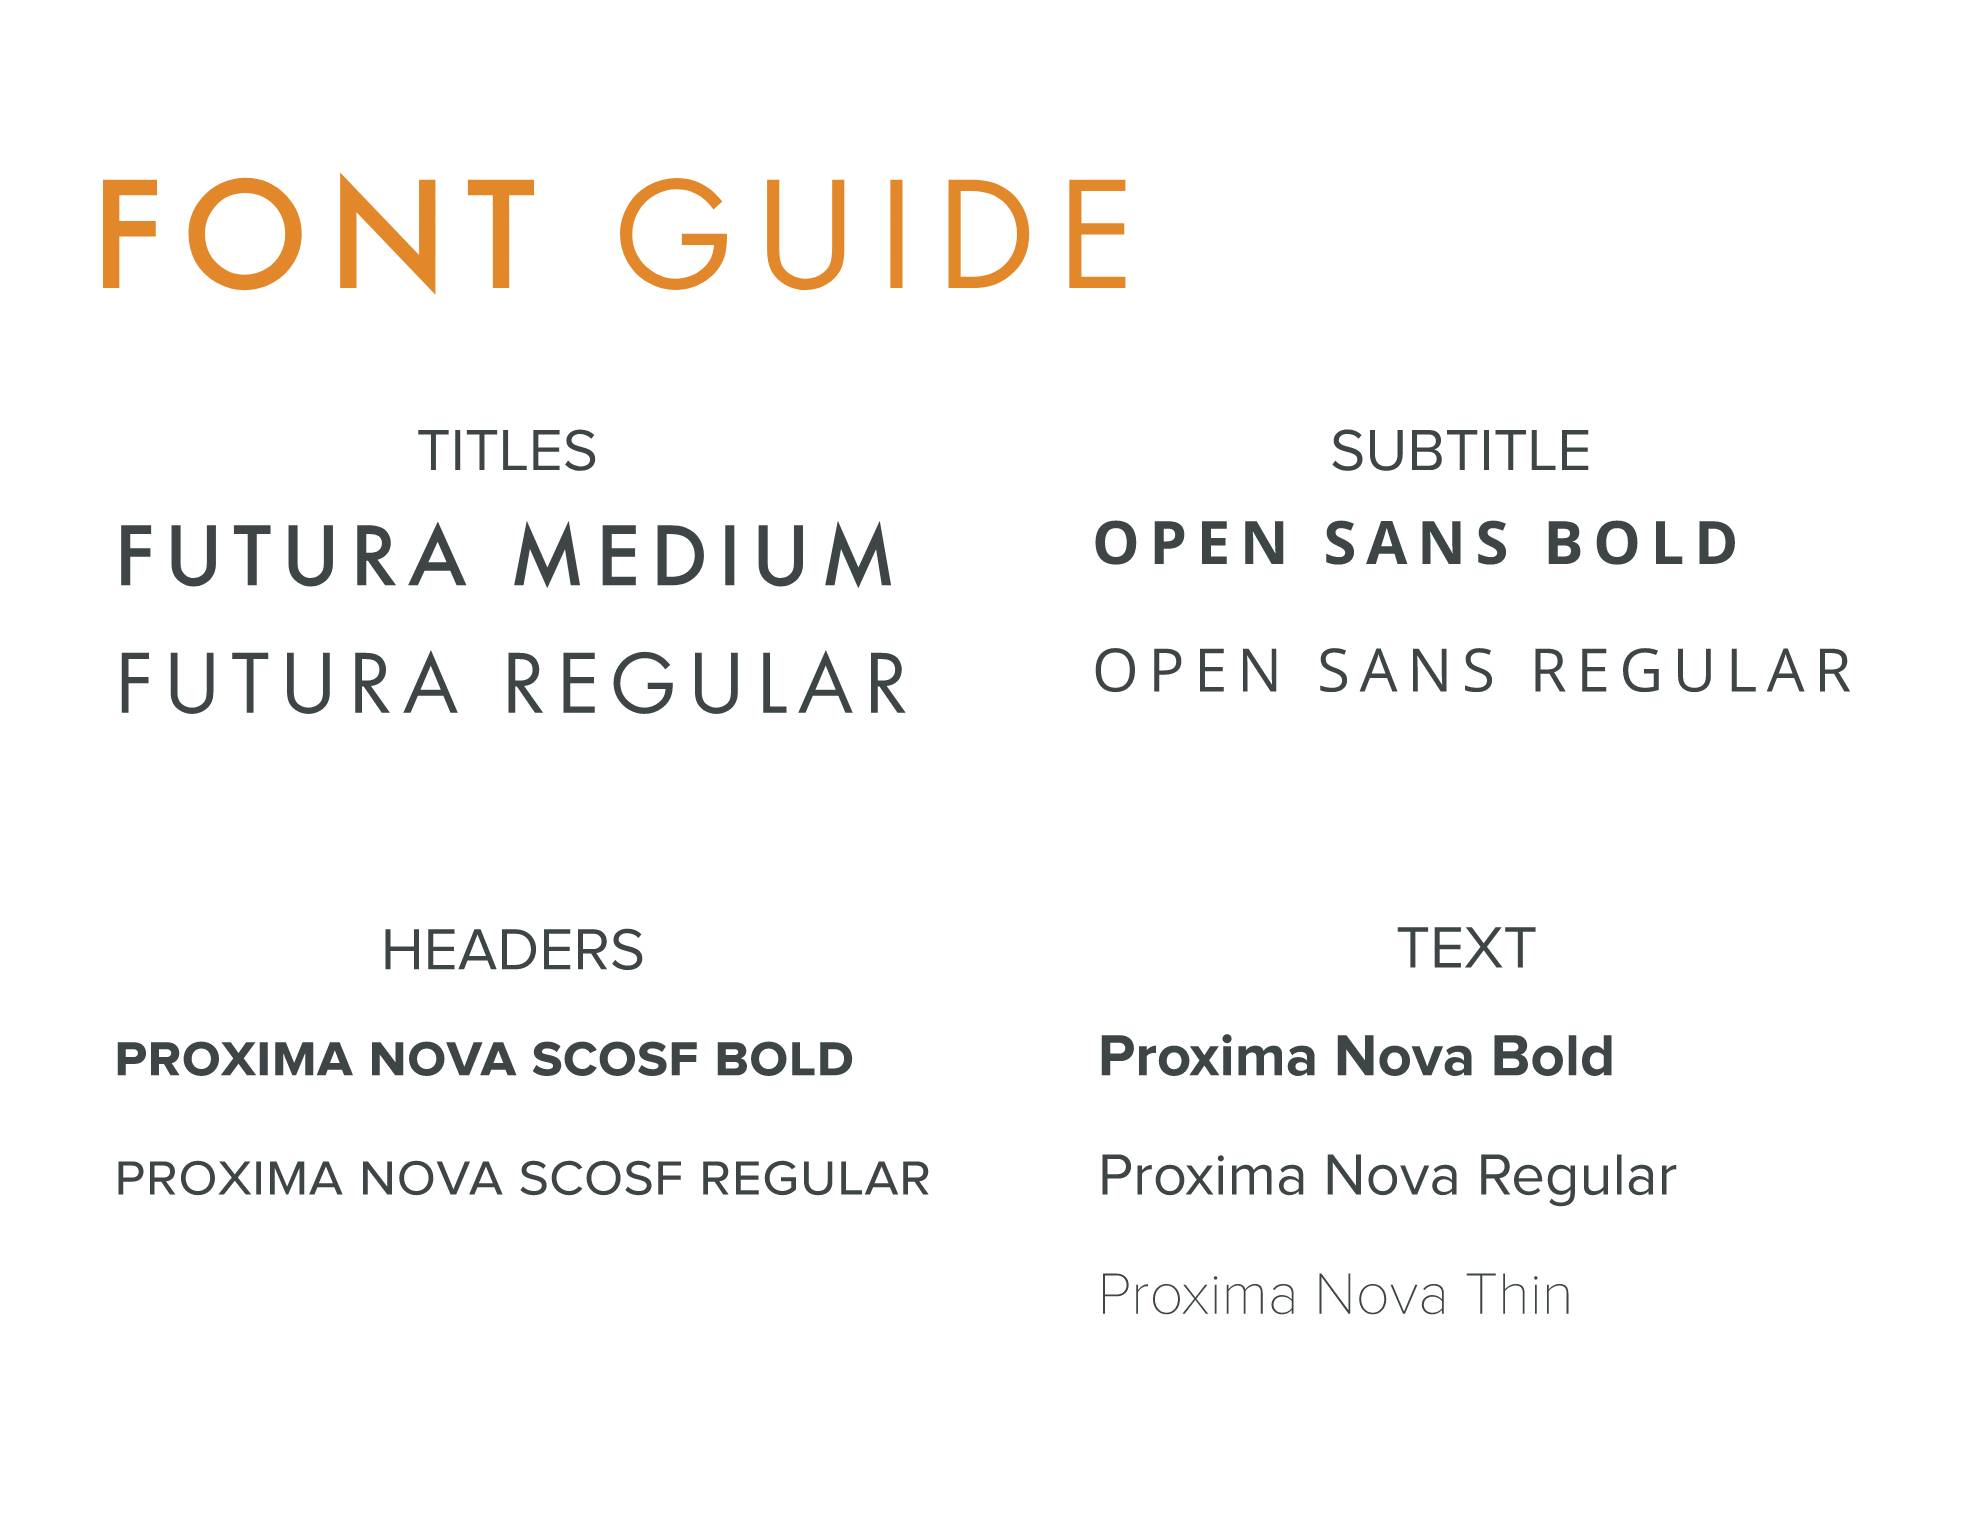 FONT GUIDE
TITLES
FUTURA MEDIUM
FUTURA REGULAR
SUBTITLE
OPEN SANS BOLD
OPEN SANS REGULAR
HEADERS
PROXIMA NOVA SCOSF BOLD
PROXIMA NOVA SCOSF REGULAR
TEXT
Proxima Nova Bold
Proxima Nova Regular
Proxima Nova Thin